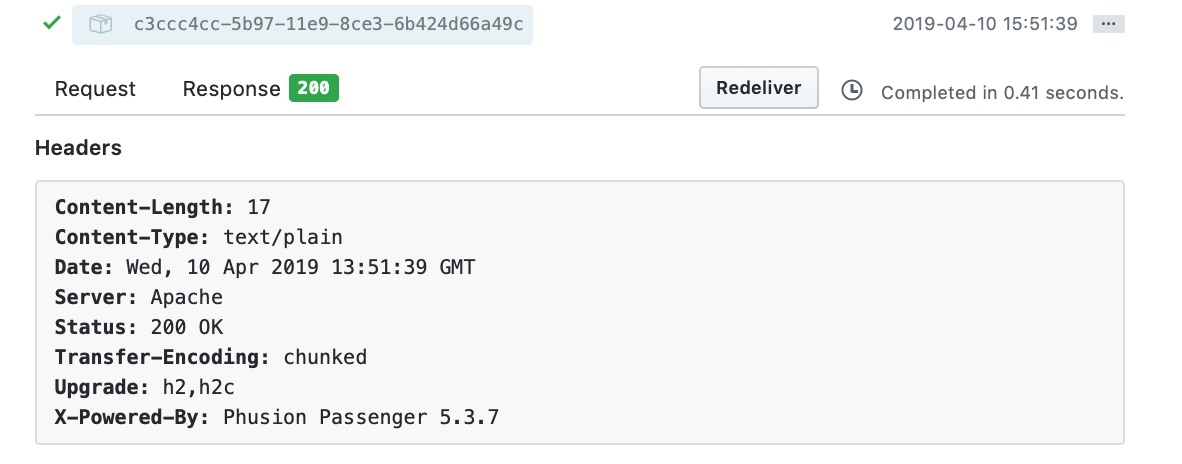 c3ccc4cc-5b97-11e9-8ce3-6b424d66a49c 2019-04-10 15:51:39 ...
Request Response 200 Redeliver Completed in 0.41 seconds.
Headers
Content-Length: 17
Content-Type: text/plain
Date: Wed, 10 Apr 2019 13:51:39 GMT
Server: Apache
Status: 200 OK
Transfer-Encoding: chunked
Upgrade: h2,h2c
X-Powered-By: Phusion Passenger 5.3.7